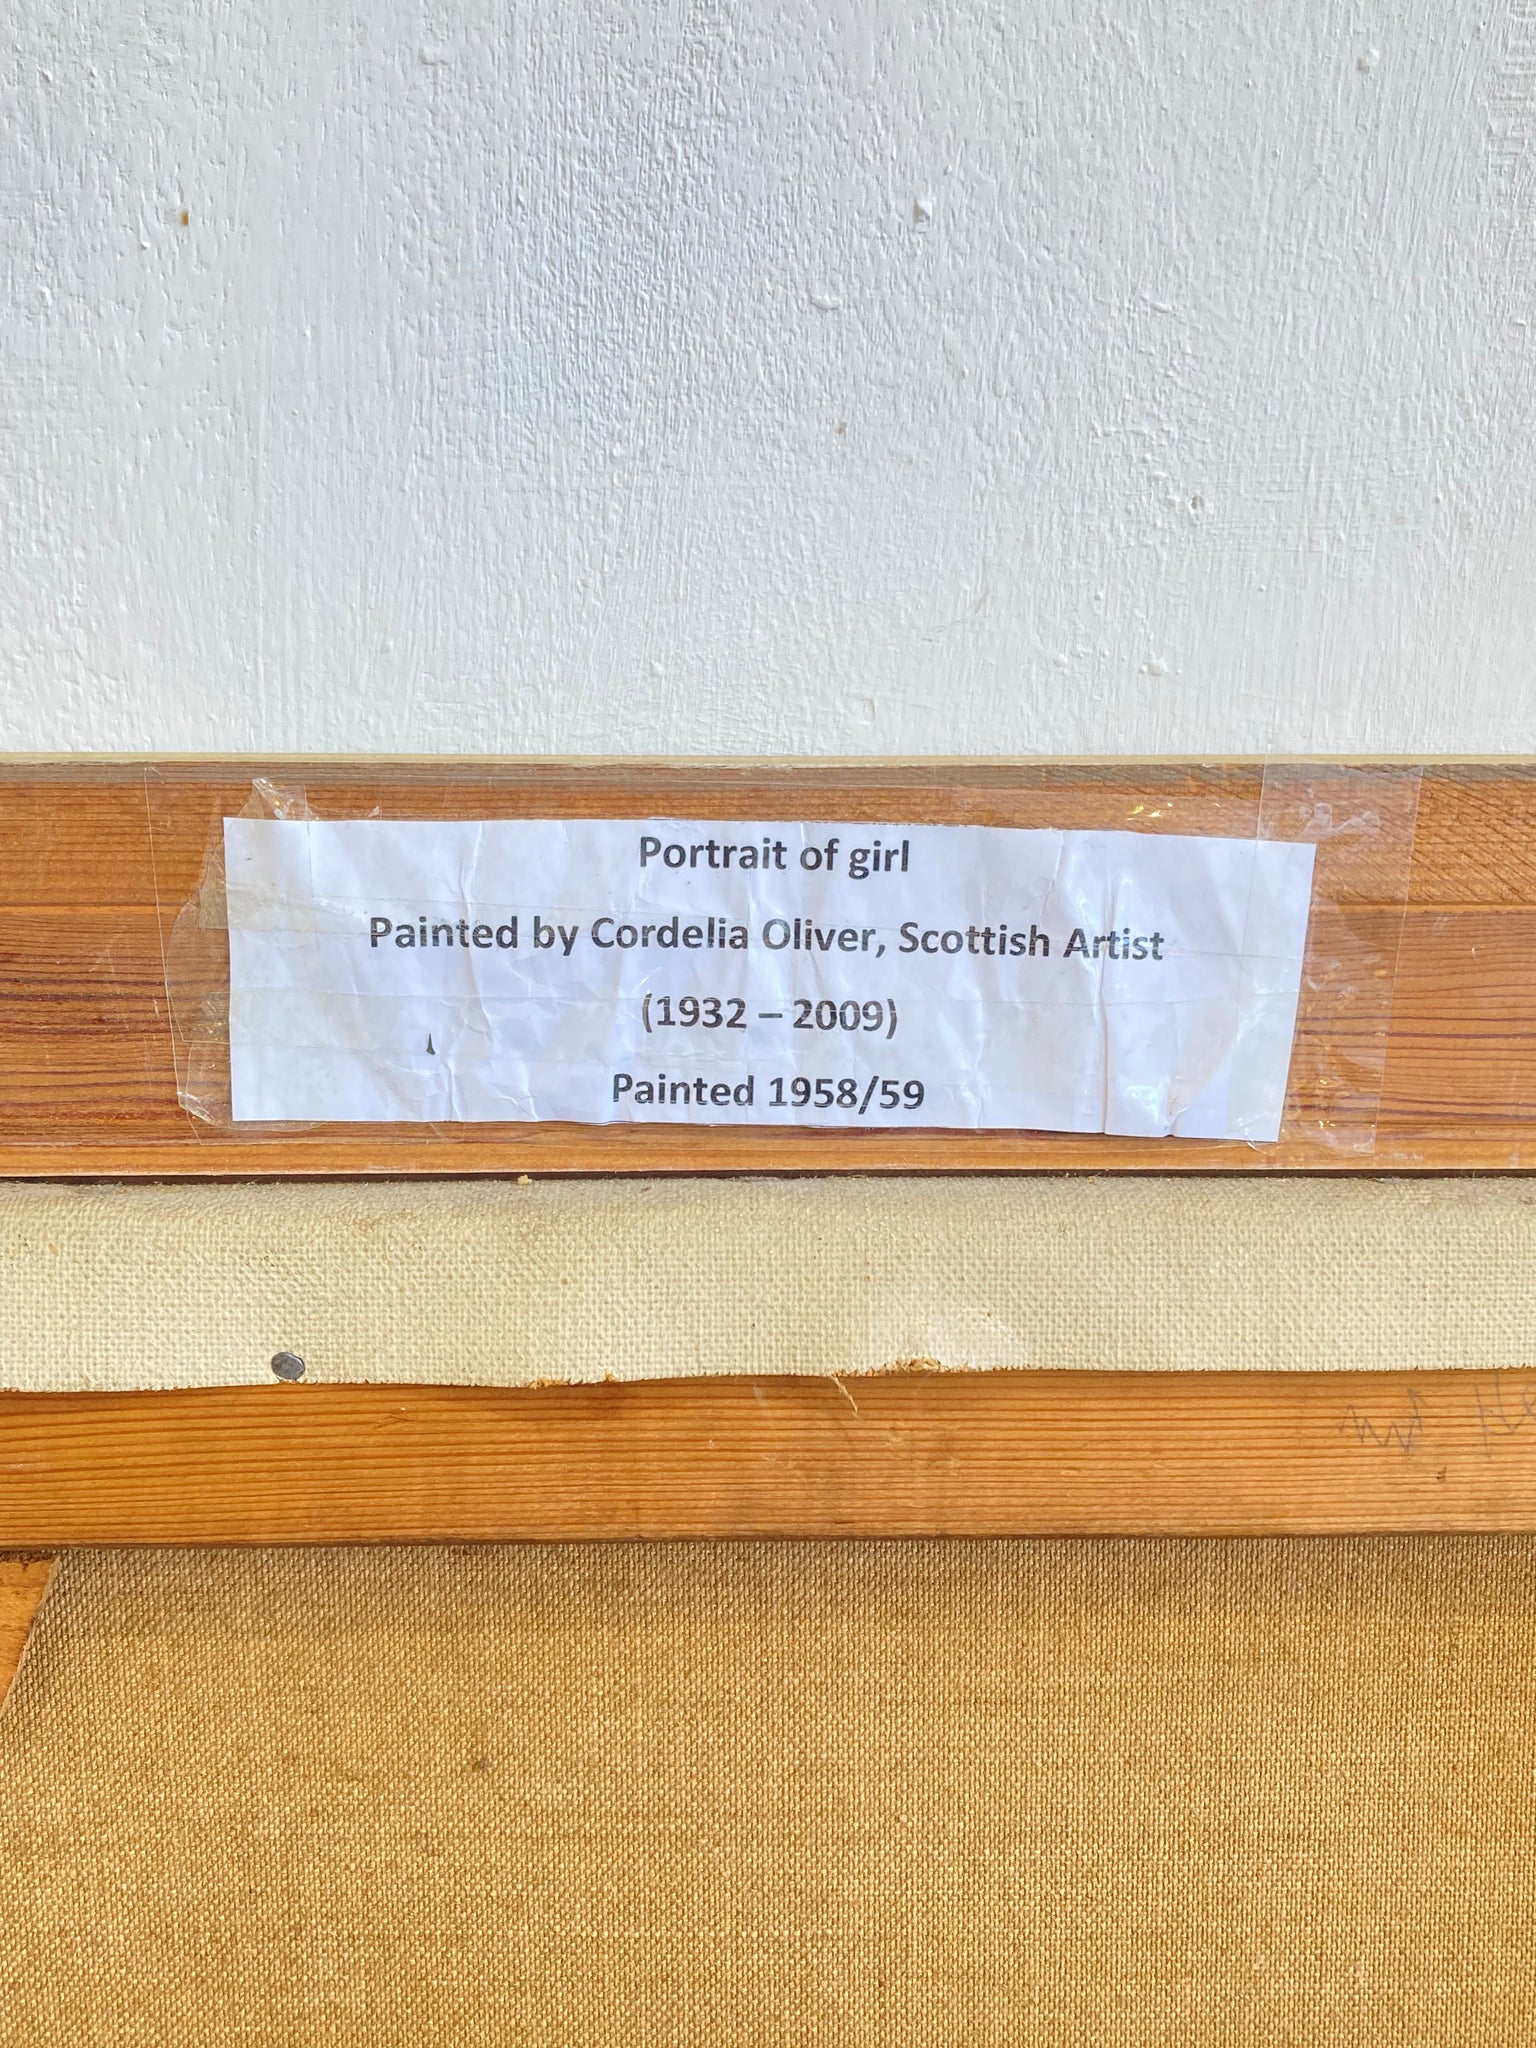 Portrait of girl
Painted by Cordelia Oliver, Scottish Artist
(1932 – 2009)
Painted 1958/59